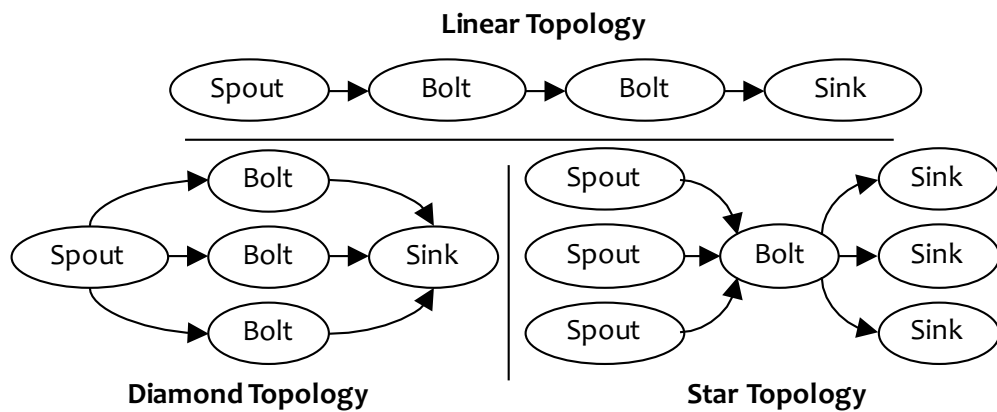 Linear Topology
Spout Bolt Bolt Sink
Bolt
Spout Bolt Sink
Bolt
Diamond Topology
Spout Sink
Spout Bolt Sink
Spout Sink
Star Topology